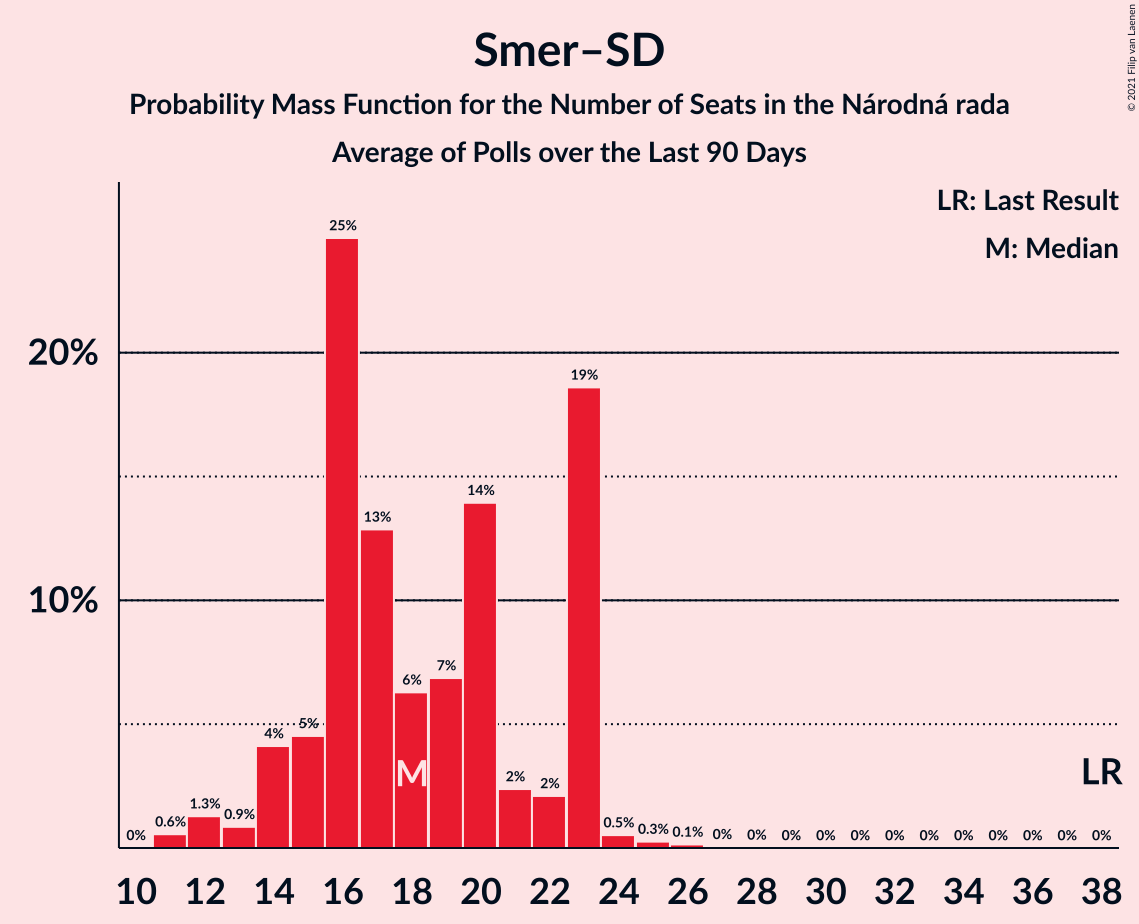 Smer–SD
Probability Mass Function for the Number of Seats in the Národná rada
Average of Polls over the Last 90 Days
© 2021 Filip van Laenen
LR: Last Result
M: Median
20%
10%
0% 0.6% 1.3% 0.9% 4% 5% 25% 13% 6% 7% 14% 2% 2% 19% 0.5% 0.3% 0.1% 0% 0% 0% 0% 0% 0% 0% 0% 0% 0% 0% 0%
M
LR
10 12 14 16 18 20 22 24 26 28 30 32 34 36 38